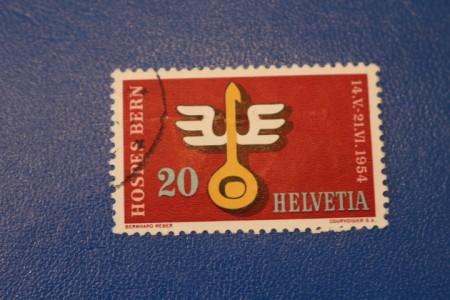 HOSPES BERN
14.V.-21.VI.1954
20
HELVETIA
BERNHARD REBER
COURVOISIER S.A.